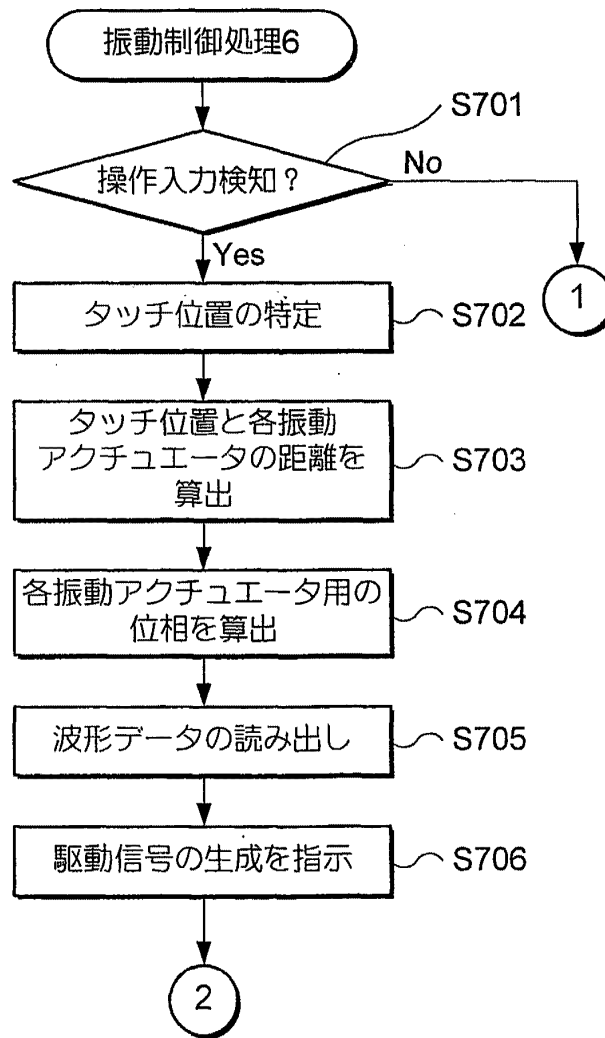 振動制御処理6
S701
操作入力検知？
No
Yes
1
タッチ位置の特定
S702
タッチ位置と各振動
アクチュエータの距離を
算出
S703
各振動アクチュエータ用の
位相を算出
S704
波形データの読み出し
S705
駆動信号の生成を指示
S706
2